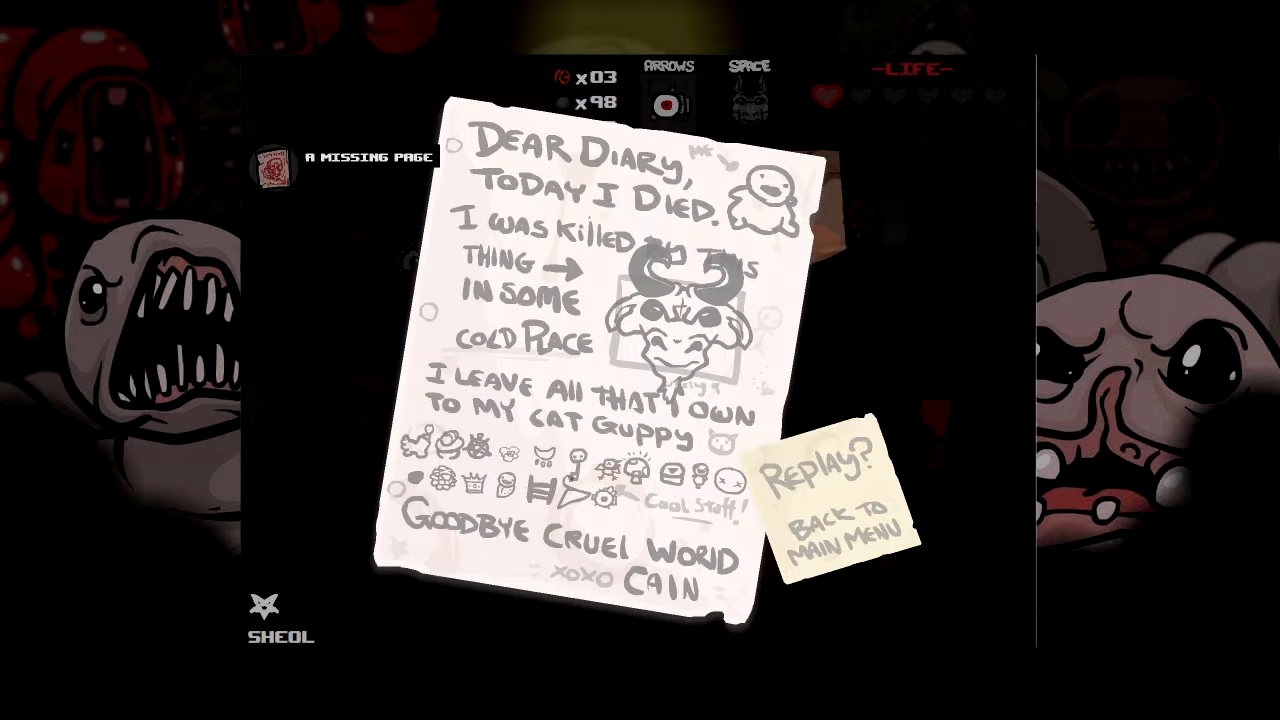 x03
ARROWS
SPACE
-LIFE-
x98
A MISSING PAGE
DEAR DIARY,
ME
TODAY I DIED.
I WAS KILLED BY THIS
THING →
IN SOME
COLD PLACE
I LEAVE ALL THAT I OWN
TO MY CAT GUPPY
COOL STUFF!
GOODBYE CRUEL WORLD
XOXO CAIN
REPLAY?
BACK TO
MAIN MENU
SHEOL